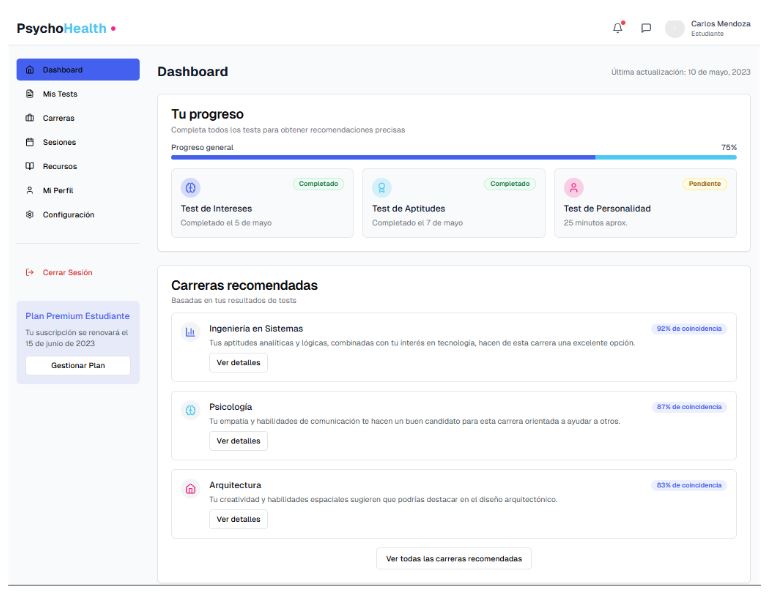 PsychoHealth
Carlos Mendoza
Estudiante
Dashboard
Mis Tests
Carreras
Sesiones
Recursos
Mi Perfil
Configuración
Cerrar Sesión
Plan Premium Estudiante
Tu suscripción se renovará el
15 de junio de 2023
Gestionar Plan
Dashboard
Última actualización: 10 de mayo, 2023
Tu progreso
Completa todos los tests para obtener recomendaciones precisas
Progreso general
75%
Completado
Test de Intereses
Completado el 5 de mayo
Completado
Test de Aptitudes
Completado el 7 de mayo
Pendiente
Test de Personalidad
25 minutos aprox.
Carreras recomendadas
Basadas en tus resultados de tests
Ingeniería en Sistemas
92% de coincidencia
Tus aptitudes analíticas y lógicas, combinadas con tu interés en tecnología, hacen de esta carrera una excelente opción.
Ver detalles
Psicología
87% de coincidencia
Tu empatía y habilidades de comunicación te hacen un buen candidato para esta carrera orientada a ayudar a otros.
Ver detalles
Arquitectura
83% de coincidencia
Tu creatividad y habilidades espaciales sugieren que podrías destacar en el diseño arquitectónico.
Ver detalles
Ver todas las carreras recomendadas